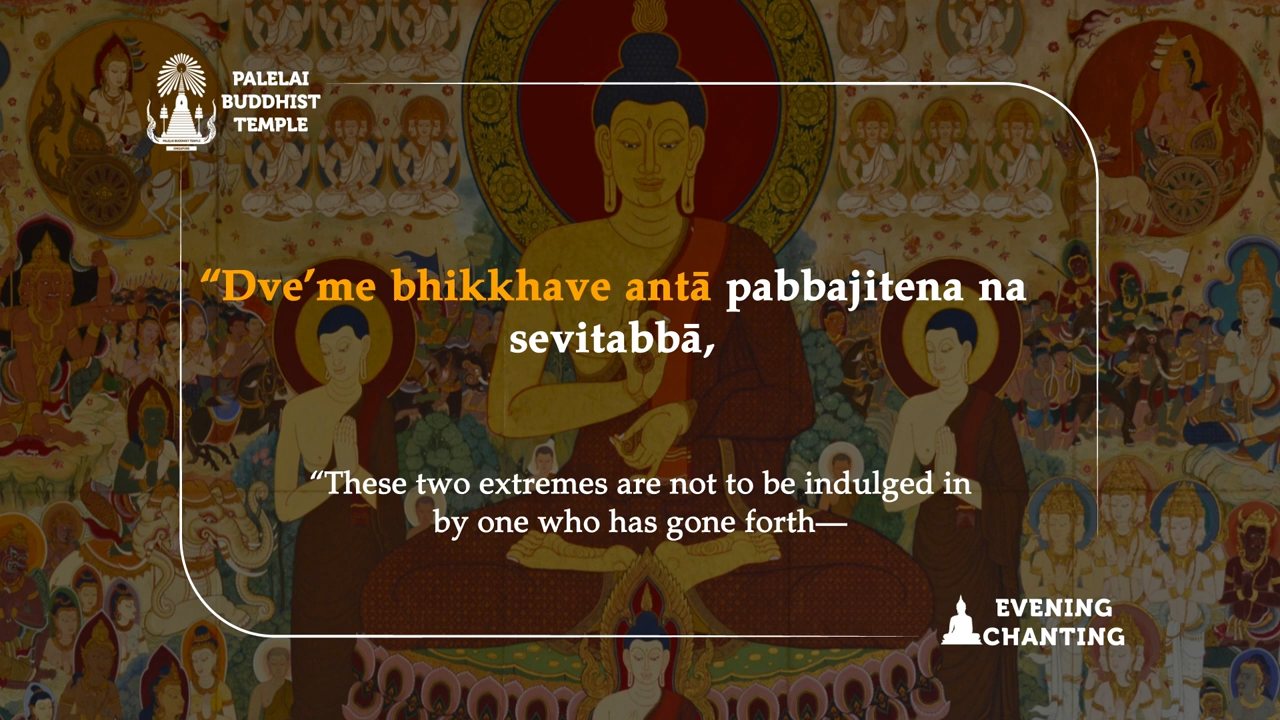 PALELAI
BUDDHIST
TEMPLE
“Dve’me bhikkhave antā pabbajitena na
sevitabbā,
“These two extremes are not to be indulged in
by one who has gone forth—
EVENING
CHANTING